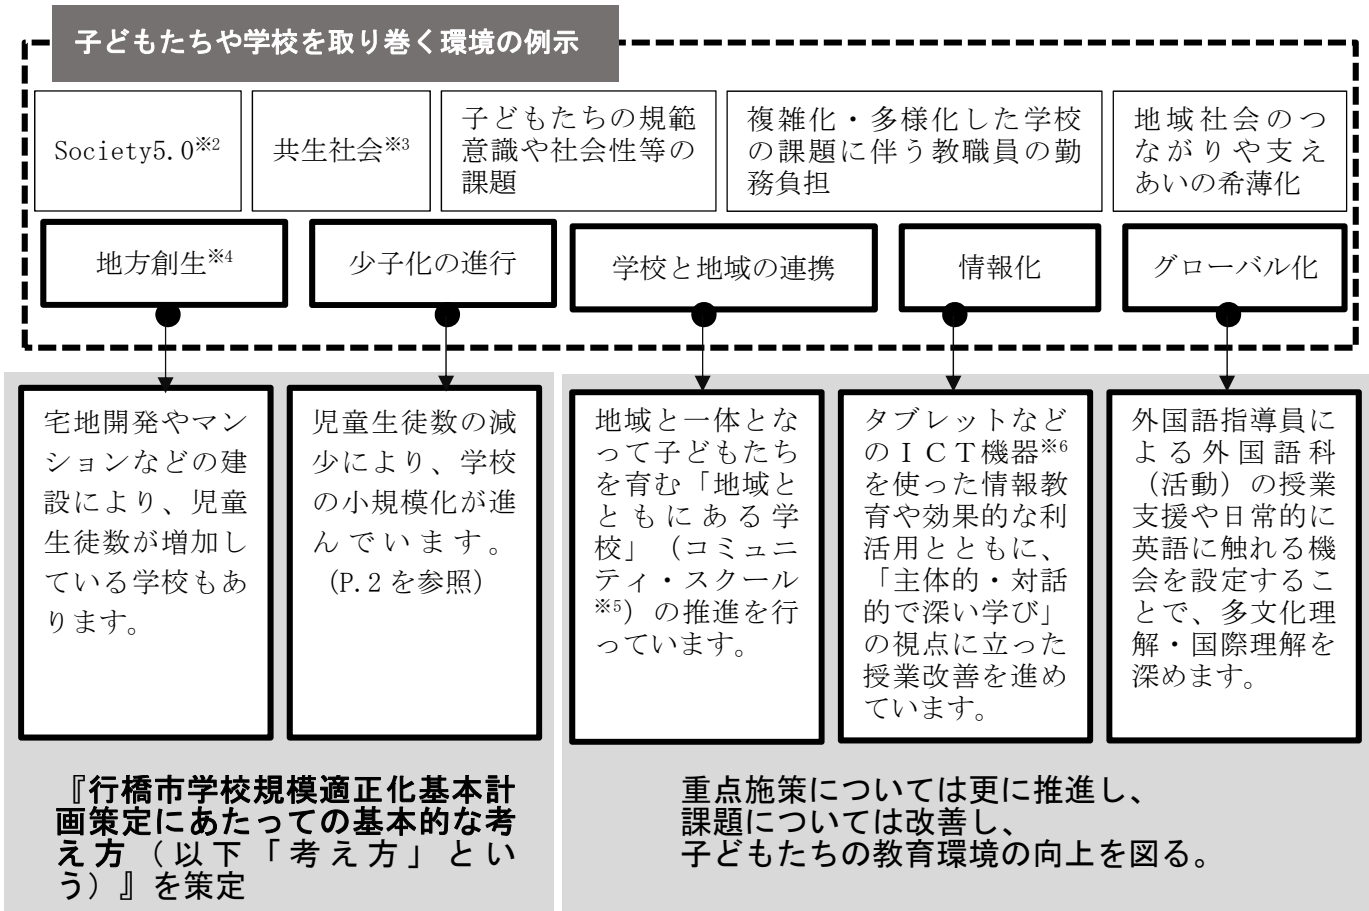 子どもたちや学校を取り巻く環境の例示
Society5.0※2
共生社会※3
子どもたちの規範
意識や社会性等の
課題
複雑化・多様化した学校
の課題に伴う教職員の勤
務負担
地域社会のつ
ながりや支え
あいの希薄化
地方創生※4
少子化の進行
学校と地域の連携
情報化
グローバル化
宅地開発やマン
ションなどの建
設により、児童
生徒数が増加し
ている学校もあ
ります。
児童生徒数の減
少により、学校
の小規模化が進
んでいます。
(P.2を参照)
地域と一体とな
って子どもたち
を育む「地域と
ともにある学
校」（コミュニ
ティ・スクール
※5）の推進を行
っています。
タブレットなど
のＩＣＴ機器※6
を使った情報教
育や効果的な利
活用とともに、
「主体的・対話
的で深い学び」
の視点に立った
授業改善を進め
ています。
外国語指導員に
よる外国語科
（活動）の授業
支援や日常的に
英語に触れる機
会を設定するこ
とで、多文化理
解・国際理解を
深めます。
『行橋市学校規模適正化基本計
画策定にあたっての基本的な考
え方（以下「考え方」とい
う）』を策定
重点施策については更に推進し、
課題については改善し、
子どもたちの教育環境の向上を図る。